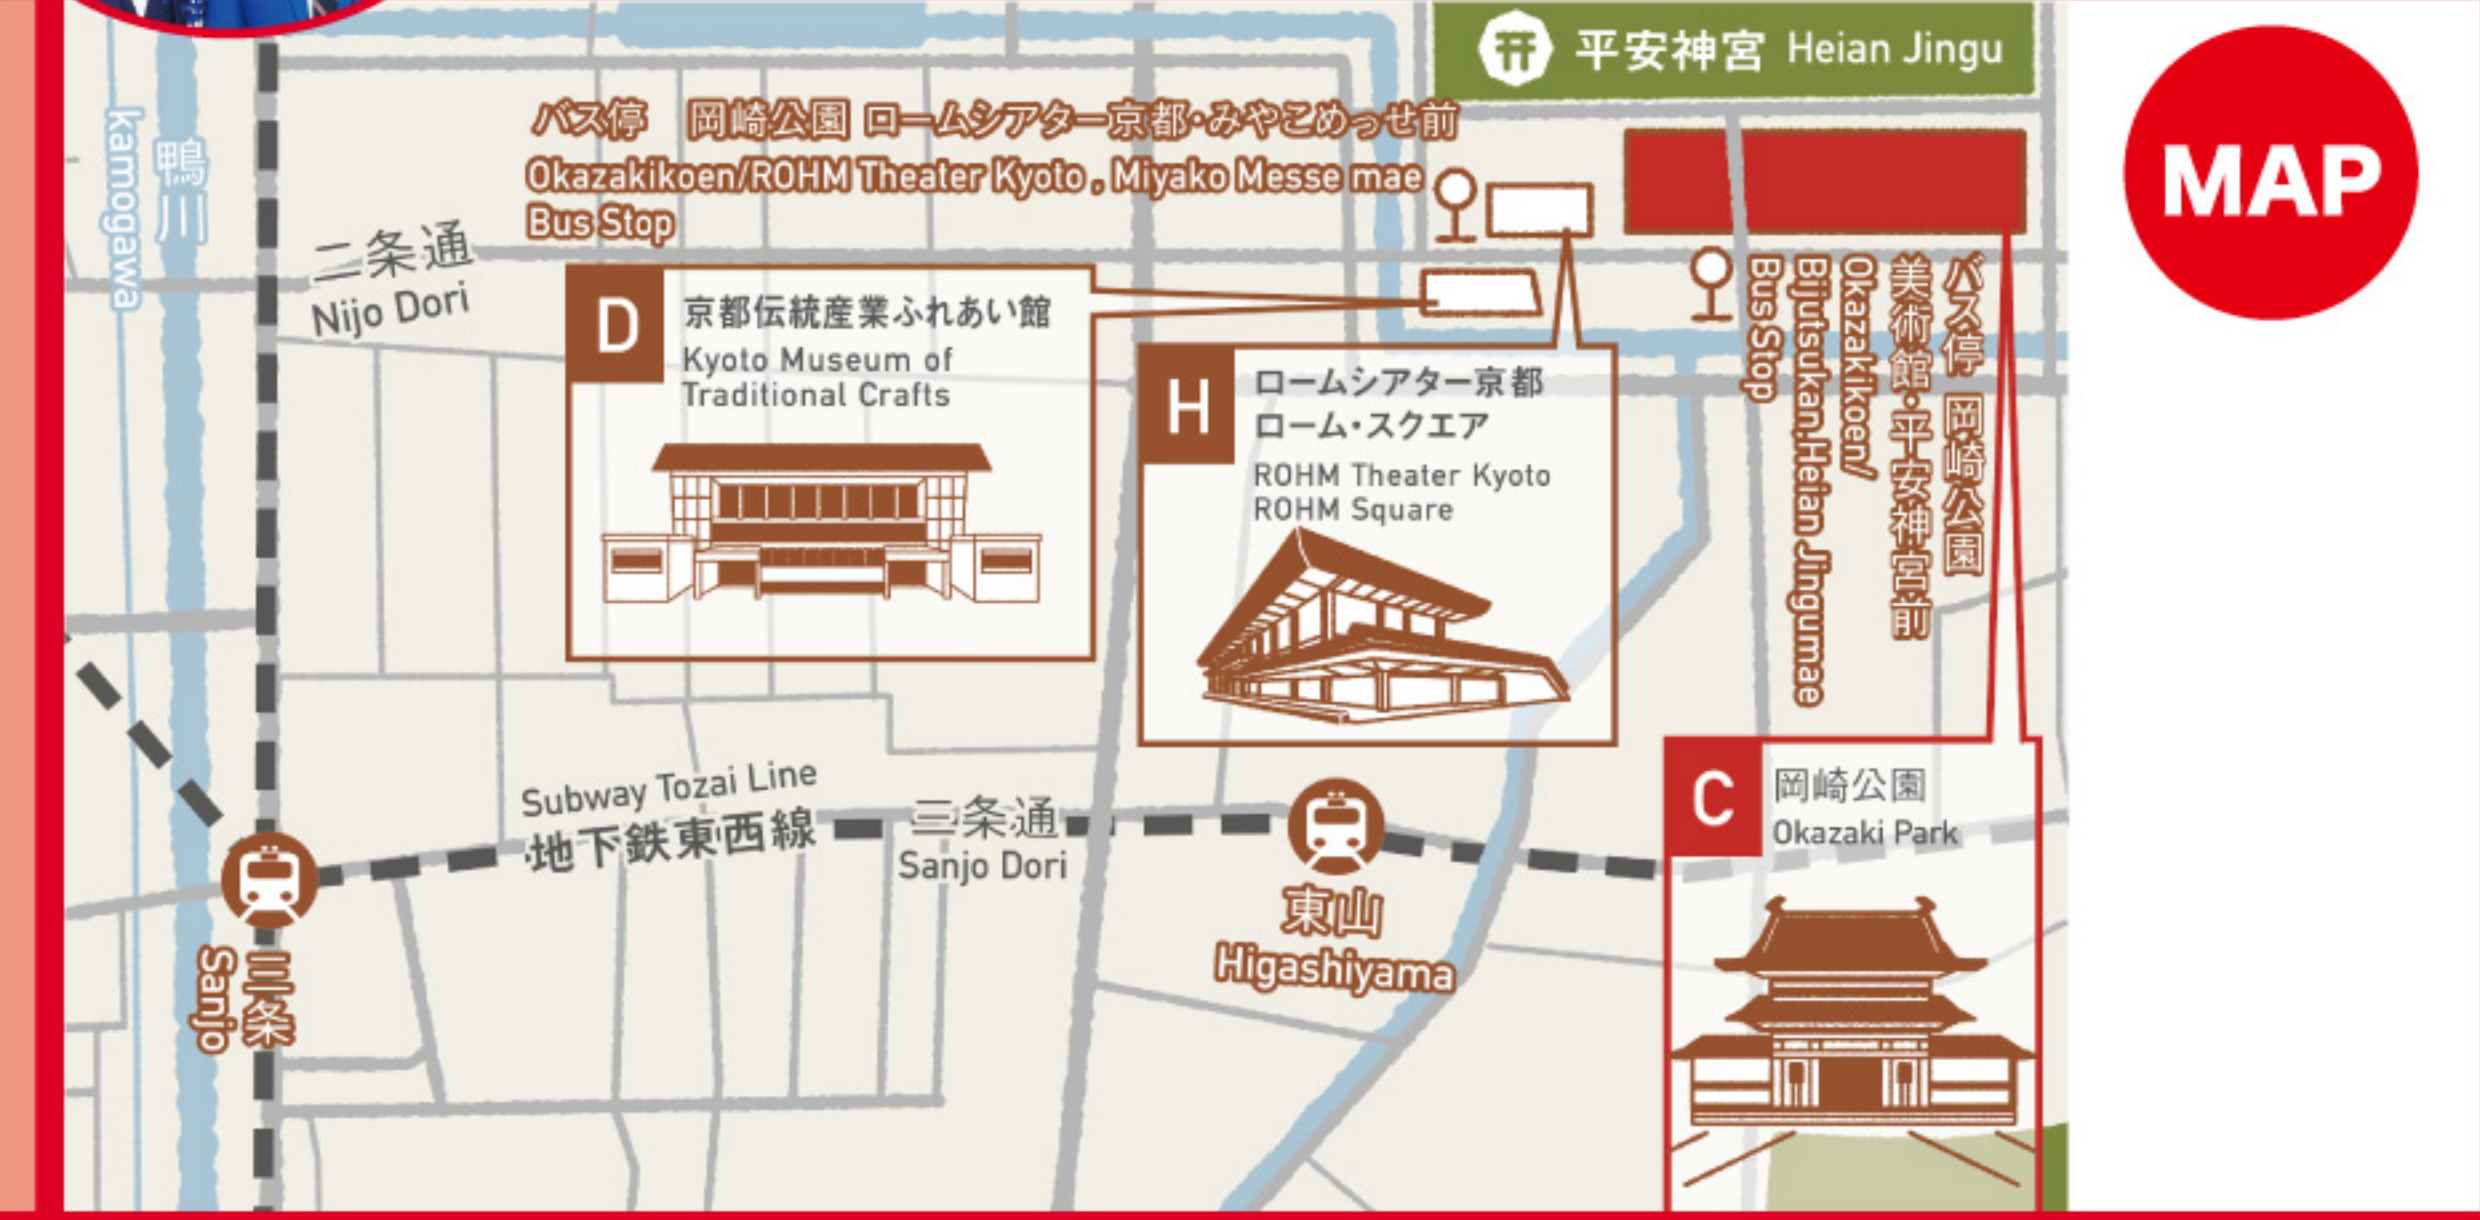 平安神宮 Heian Jingu
MAP
バス停 岡崎公園 ロームシアター京都・みやこめっせ前
Okazakikoen/ROHM Theater Kyoto , Miyako Messe mae
Bus Stop
kamogawa
鴨川
二条通
Nijo Dori
D
京都伝統産業ふれあい館
Kyoto Museum of
Traditional Crafts
H
ロームシアター京都
ローム・スクエア
ROHM Theater Kyoto
ROHM Square
バス停 岡崎公園
美術館・平安神宮前
Okazakikoen/
Bijutsukan,Heian Jingumae
Bus Stop
C
岡崎公園
Okazaki Park
Subway Tozai Line
地下鉄東西線
三条通
Sanjo Dori
東山
Higashiyama
三条
Sanjo